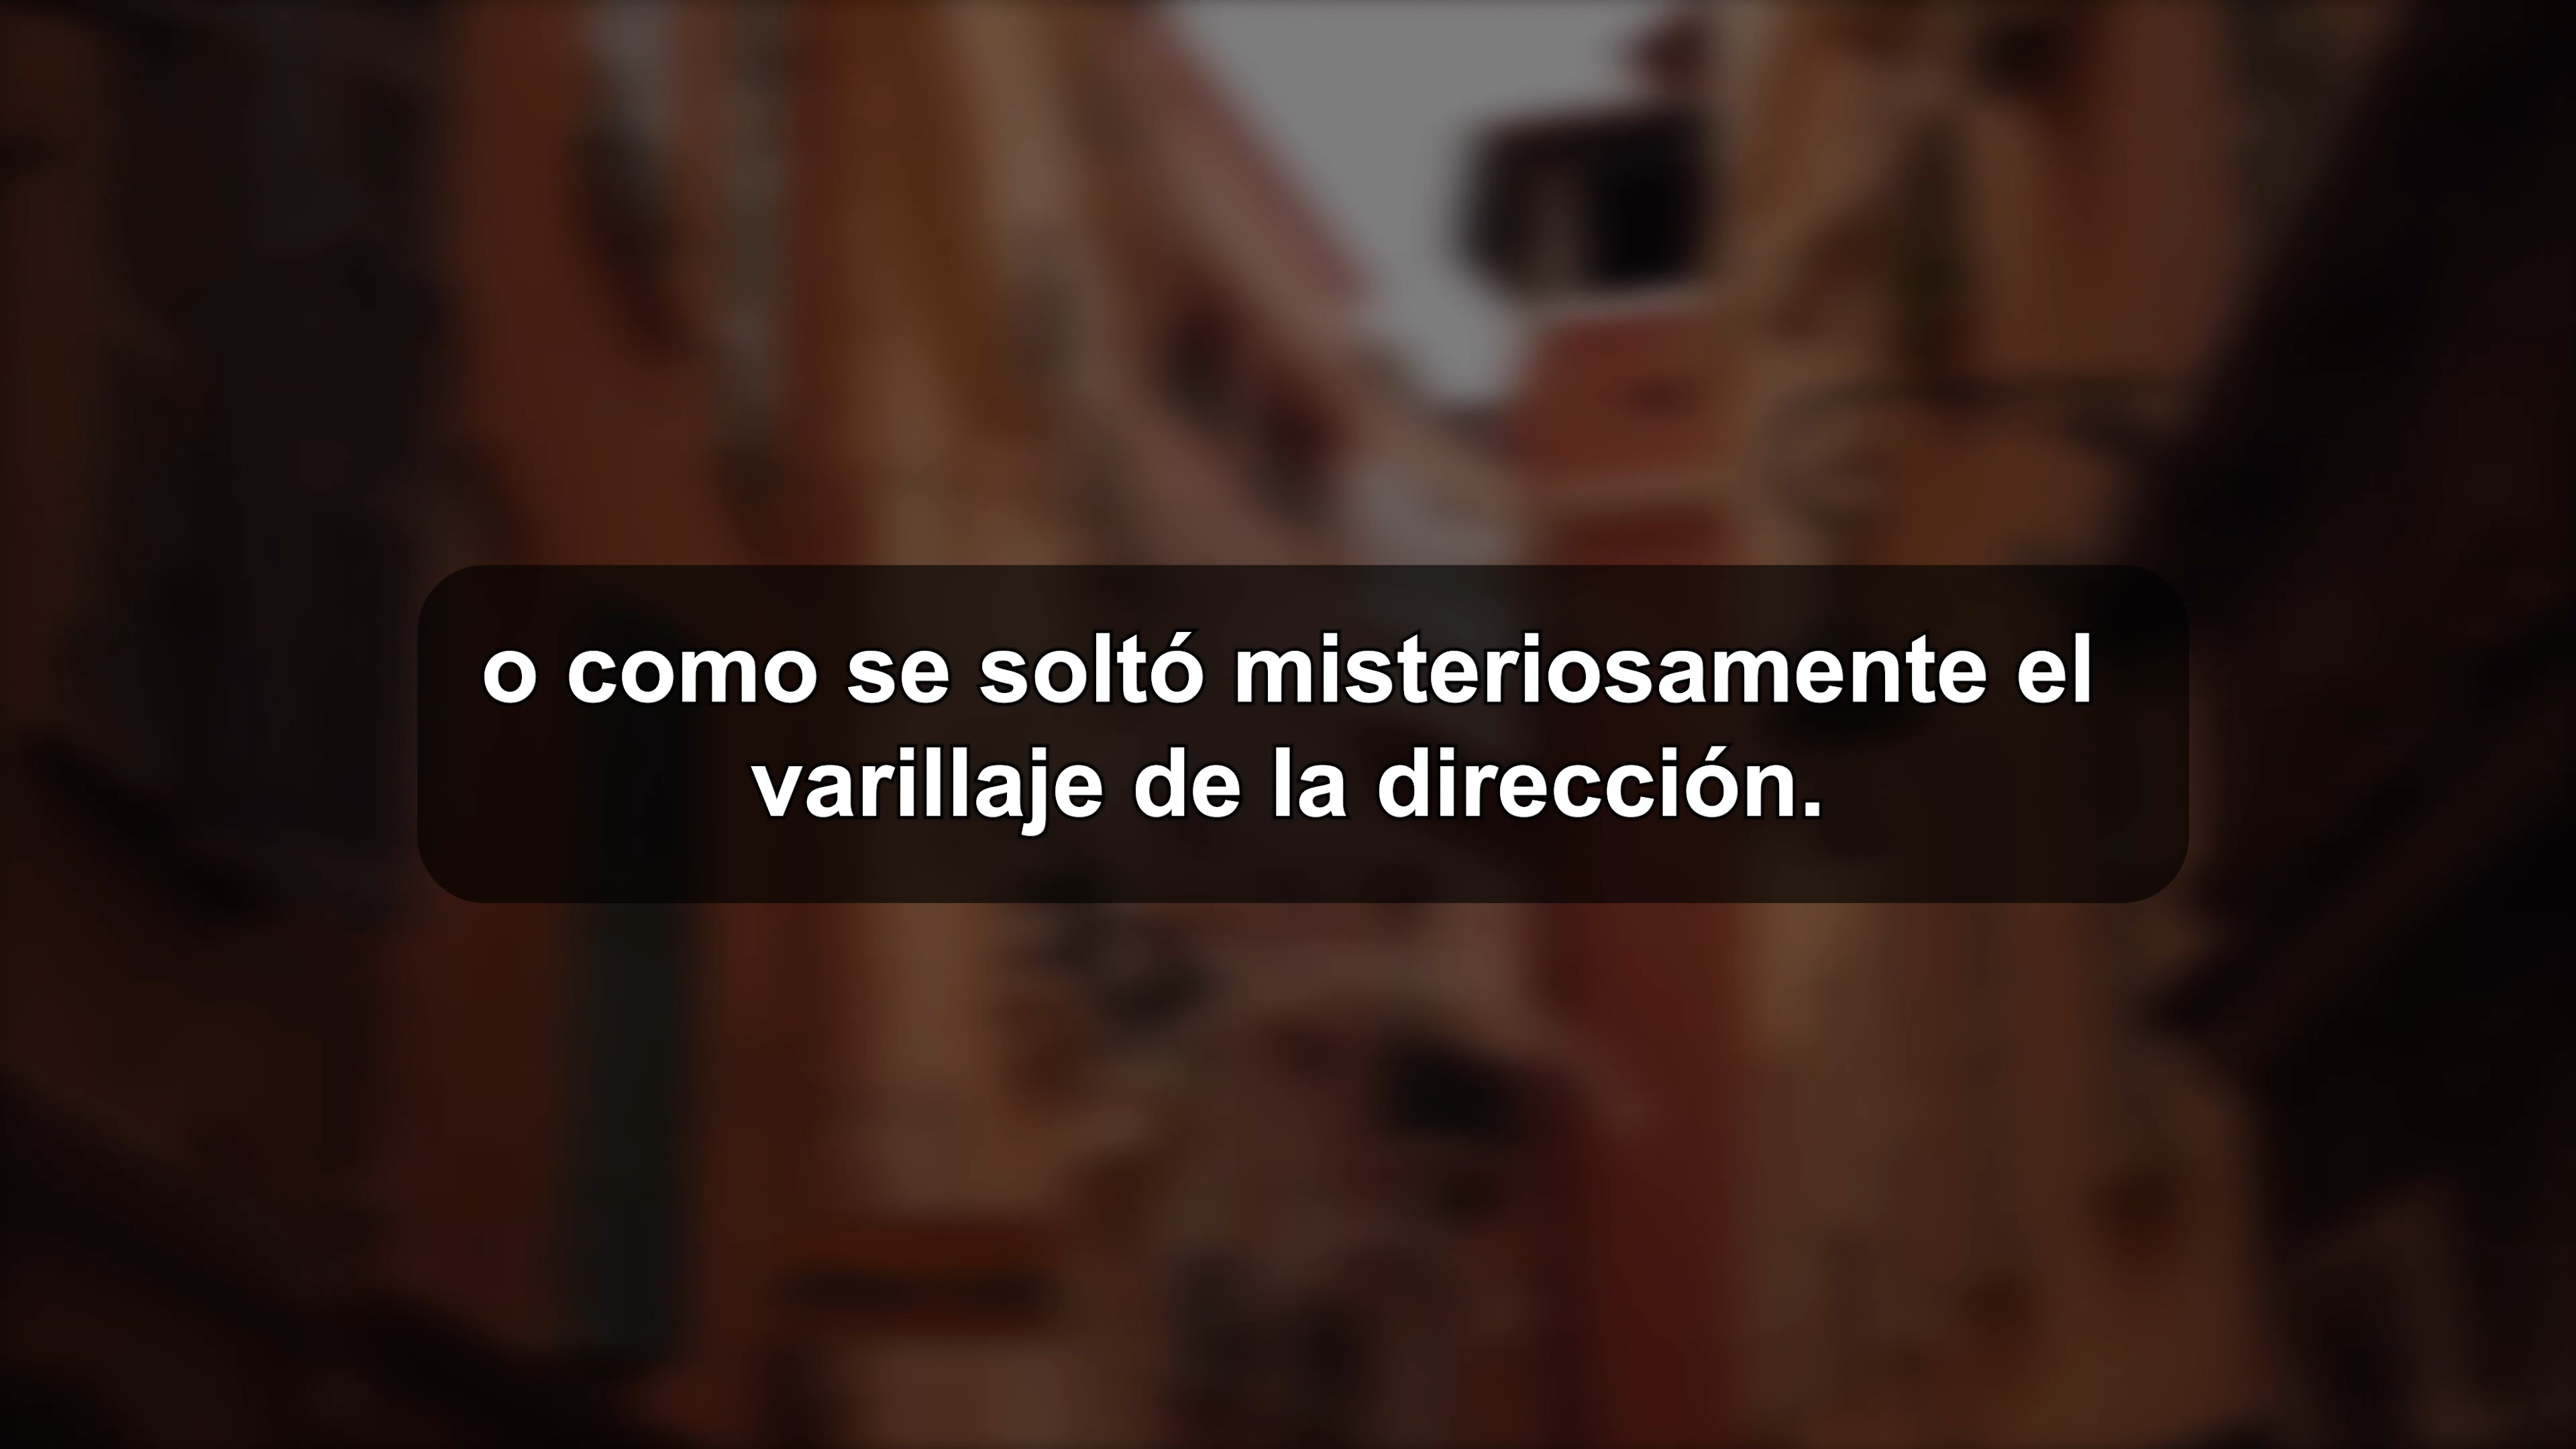 o como se soltó misteriosamente el
varillaje de la dirección.